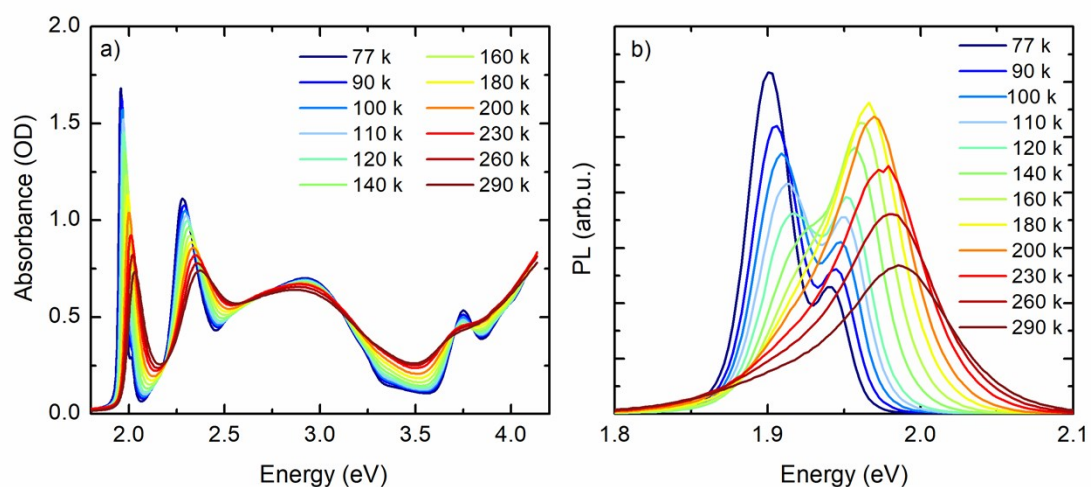 a)
77 k
90 k
100 k
110 k
120 k
140 k
160 k
180 k
200 k
230 k
260 k
290 k
Absorbance (OD)
2.0
1.5
1.0
0.5
0.0
2.0 2.5 3.0 3.5 4.0
Energy (eV)
b)
77 k
90 k
100 k
110 k
120 k
140 k
160 k
180 k
200 k
230 k
260 k
290 k
PL (arb.u.)
1.8 1.9 2.0 2.1
Energy (eV)